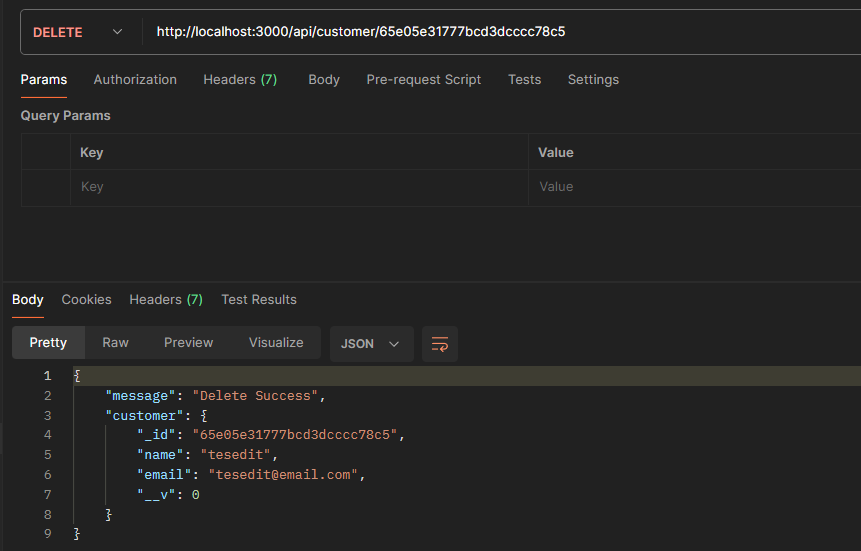 DELETE http://localhost:3000/api/customer/65e05e31777bcd3dcccc78c5
Params Authorization Headers (7) Body Pre-request Script Tests Settings
Query Params
Key Value
Key Value
Body Cookies Headers (7) Test Results
Pretty Raw Preview Visualize JSON
1 {
2 "message": "Delete Success",
3 "customer": {
4 "_id": "65e05e31777bcd3dcccc78c5",
5 "name": "tesedit",
6 "email": "tesedit@email.com",
7 "__v": 0
8 }
9 }